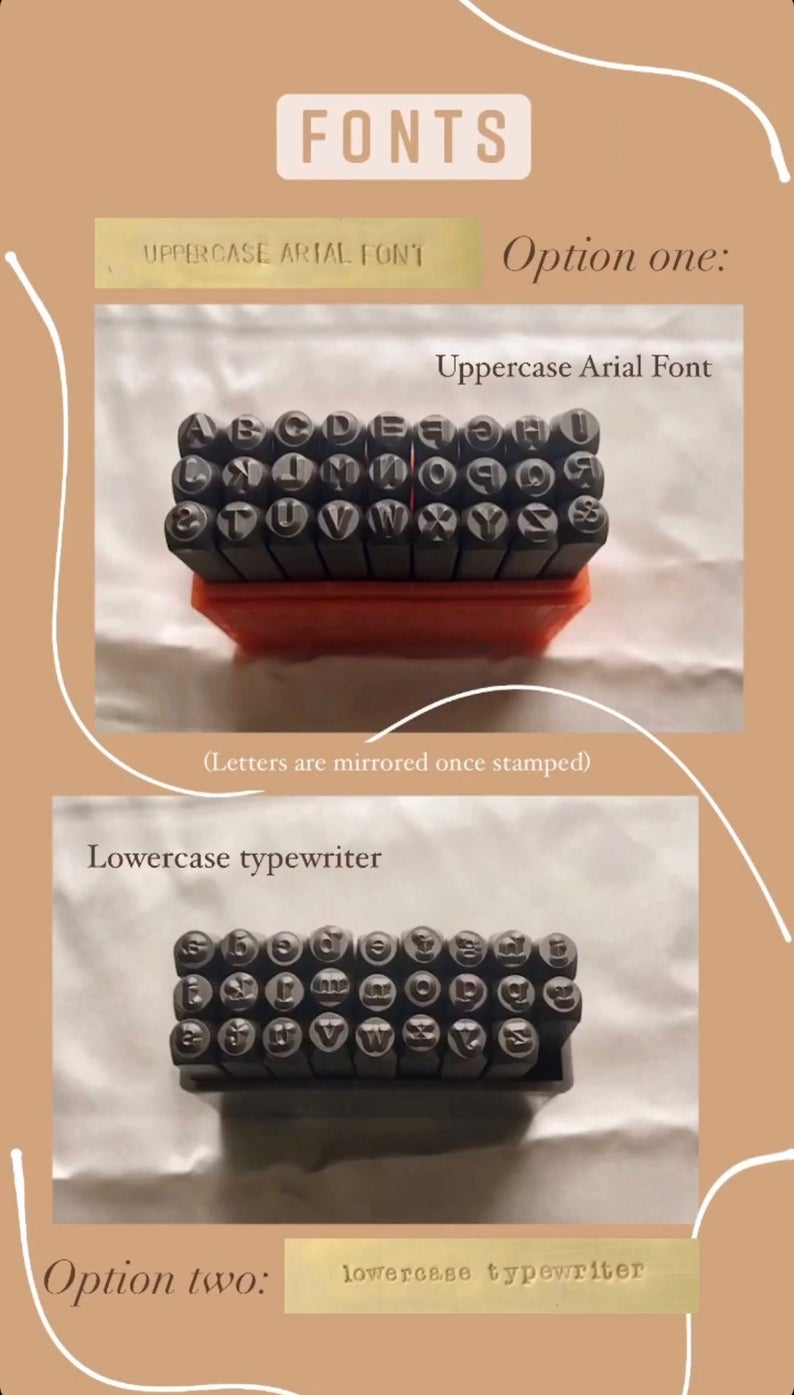 FONTS
UPPERCASE ARIAL FONT
Option one:
Uppercase Arial Font
A B C D E F G H I
J K L M N O P Q R
S T U V W X Y Z &
(Letters are mirrored once stamped)
Lowercase typewriter
a b c d e f g h i
j k l m n o p q r
s t u v w x y z
Option two:
lowercase typewriter